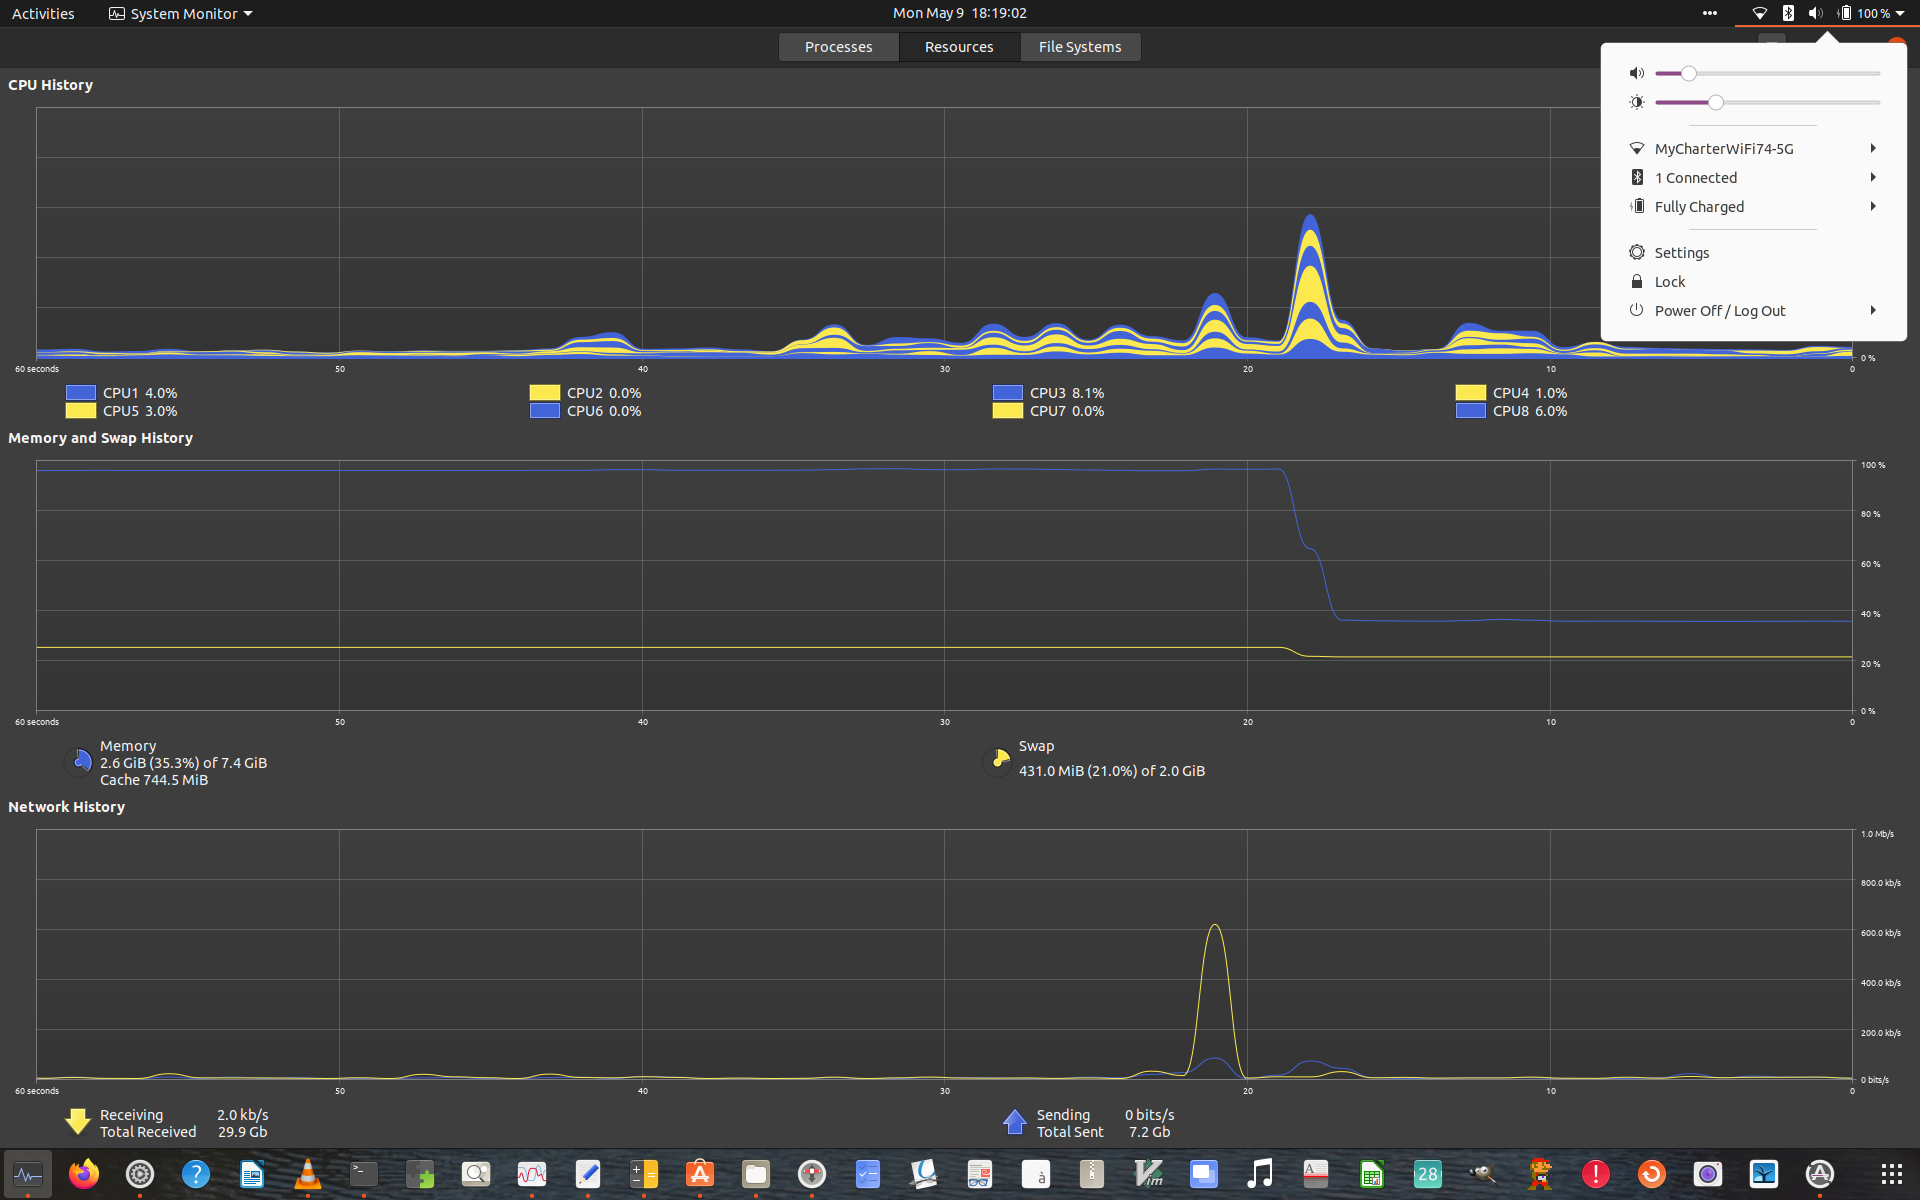 Activities
System Monitor
Mon May 9 18:19:02
100 %
Processes
Resources
File Systems
MyCharterWiFi74-5G
1 Connected
Fully Charged
Settings
Lock
Power Off / Log Out
CPU History
0 %
60 seconds 50 40 30 20 10 0
CPU1 4.0% CPU2 0.0% CPU3 8.1% CPU4 1.0%
CPU5 3.0% CPU6 0.0% CPU7 0.0% CPU8 6.0%
Memory and Swap History
100 %
80 %
60 %
40 %
20 %
0 %
60 seconds 50 40 30 20 10 0
Memory
2.6 GiB (35.3%) of 7.4 GiB
Cache 744.5 MiB
Swap
431.0 MiB (21.0%) of 2.0 GiB
Network History
1.0 Mb/s
800.0 kb/s
600.0 kb/s
400.0 kb/s
200.0 kb/s
0 bits/s
60 seconds 50 40 30 20 10 0
Receiving 2.0 kb/s
Total Received 29.9 Gb
Sending 0 bits/s
Total Sent 7.2 Gb
>_
?
A
à
Vim
A
28
!